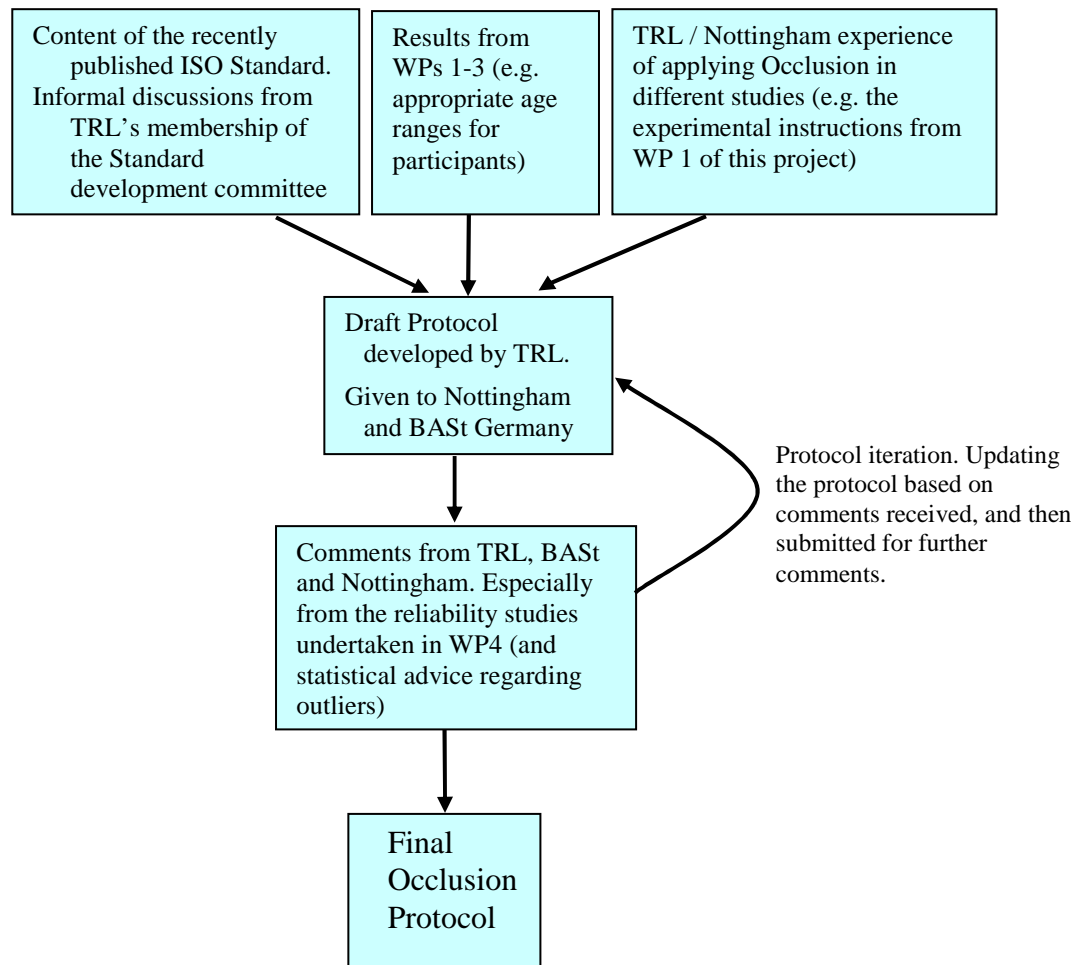 Content of the recently
published ISO Standard.
Informal discussions from
TRL's membership of
the Standard
development committee
Results from
WPs 1-3 (e.g.
appropriate age
ranges for
participants)
TRL / Nottingham experience
of applying Occlusion in
different studies (e.g. the
experimental instructions from
WP 1 of this project)
Draft Protocol
developed by TRL.
Given to Nottingham
and BASt Germany
Protocol iteration. Updating
the protocol based on
comments received, and then
submitted for further
comments.
Comments from TRL, BASt
and Nottingham. Especially
from the reliability studies
undertaken in WP4 (and
statistical advice regarding
outliers)
Final
Occlusion
Protocol